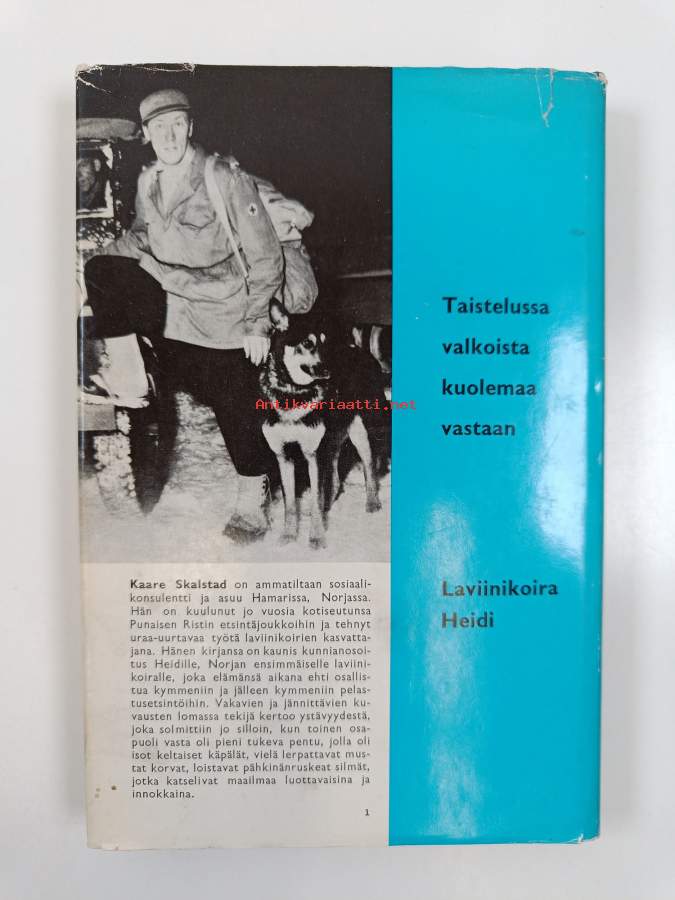 Taistelussa
valkoista
kuolemaa
vastaan
Antikvariaatti.net
Laviinikoira
Heidi
Kaare Skalstad on ammatiltaan sosiaali-
konsulentti ja asuu Hamarissa, Norjassa.
Hän on kuulunut jo vuosia kotiseutunsa
Punaisen Ristin etsintäjoukkoihin ja tehnyt
uraa-uurtavaa työtä laviinikoirien kasvatta-
jana. Hänen kirjansa on kaunis kunnianosoi-
tus Heidille, Norjan ensimmäiselle laviini-
koiralle, joka elämänsä aikana ehti osallis-
tua kymmeniin ja jälleen kymmeniin pelas-
tusetsintöihin. Vakavien ja jännittävien ku-
vausten lomassa tekijä kertoo ystävyydestä,
joka solmittiin jo silloin, kun toinen osa-
puoli vasta oli pieni tukeva pentu, jolla oli
isot keltaiset käpälät, vielä lerpattavat mus-
tat korvat, loistavat pähkinänruskeat silmät,
jotka katselivat maailmaa luottavaisina ja
innokkaina.
1